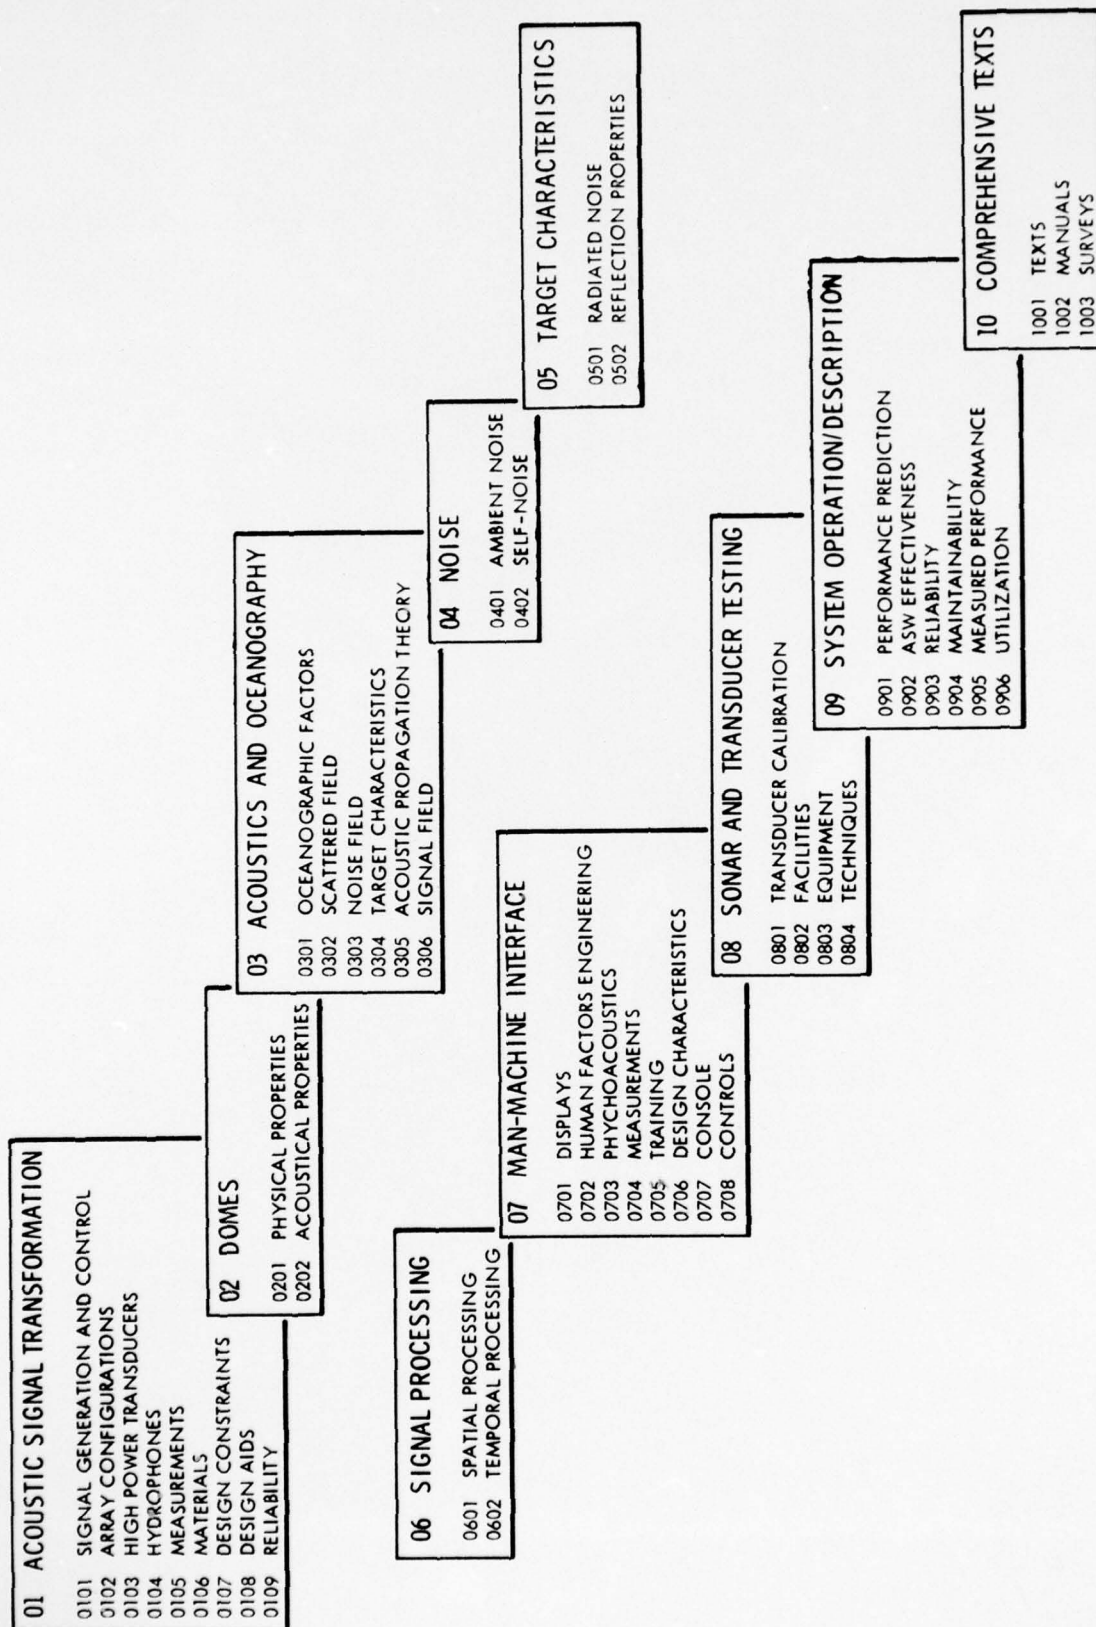 01 ACOUSTIC SIGNAL TRANSFORMATION
0101 SIGNAL GENERATION AND CONTROL
0102 ARRAY CONFIGURATIONS
0103 HIGH POWER TRANSDUCERS
0104 HYDROPHONES
0105 MEASUREMENTS
0106 MATERIALS
0107 DESIGN CONSTRAINTS
0108 DESIGN AIDS
0109 RELIABILITY
02 DOMES
0201 PHYSICAL PROPERTIES
0202 ACOUSTICAL PROPERTIES
03 ACOUSTICS AND OCEANOGRAPHY
0301 OCEANOGRAPHIC FACTORS
0302 SCATTERED FIELD
0303 NOISE FIELD
0304 TARGET CHARACTERISTICS
0305 ACOUSTIC PROPAGATION THEORY
0306 SIGNAL FIELD
04 NOISE
0401 AMBIENT NOISE
0402 SELF-NOISE
05 TARGET CHARACTERISTICS
0501 RADIATED NOISE
0502 REFLECTION PROPERTIES
06 SIGNAL PROCESSING
0601 SPATIAL PROCESSING
0602 TEMPORAL PROCESSING
07 MAN-MACHINE INTERFACE
0701 DISPLAYS
0702 HUMAN FACTORS ENGINEERING
0703 PHYCHOACOUSTICS
0704 MEASUREMENTS
0705 TRAINING
0706 DESIGN CHARACTERISTICS
0707 CONSOLE
0708 CONTROLS
08 SONAR AND TRANSDUCER TESTING
0801 TRANSDUCER CALIBRATION
0802 FACILITIES
0803 EQUIPMENT
0804 TECHNIQUES
09 SYSTEM OPERATION/DESCRIPTION
0901 PERFORMANCE PREDICTION
0902 ASW EFFECTIVENESS
0903 RELIABILITY
0904 MAINTAINABILITY
0905 MEASURED PERFORMANCE
0906 UTILIZATION
10 COMPREHENSIVE TEXTS
1001 TEXTS
1002 MANUALS
1003 SURVEYS